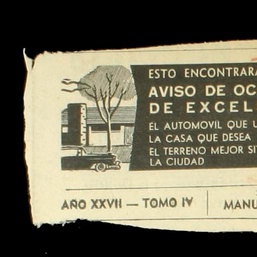 ESTO ENCONTRARA
AVISO DE OC
DE EXCEL
EL AUTOMOVIL QUE U
LA CASA QUE DESEA
EL TERRENO MEJOR SI
LA CIUDAD
AÑO XXVII — TOMO IV
MANU